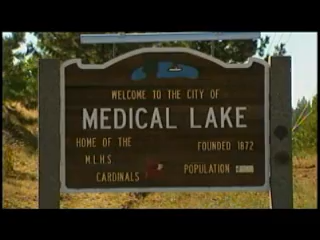 WELCOME TO THE CITY OF
MEDICAL LAKE
HOME OF THE FOUNDED 1872
M.L.H.S
CARDINALS POPULATION